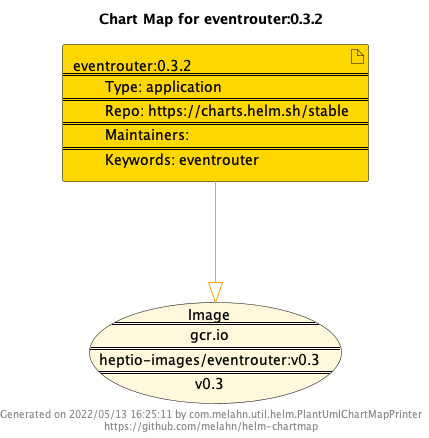 Chart Map for eventrouter:0.3.2
eventrouter:0.3.2
Type: application
Repo: https://charts.helm.sh/stable
Maintainers:
Keywords: eventrouter
Image
gcr.io
heptio-images/eventrouter:v0.3
v0.3
Generated on 2022/05/13 16:25:11 by com.melahn.util.helm.PlantUmlChartMapPrinter
https://github.com/melahn/helm-chartmap